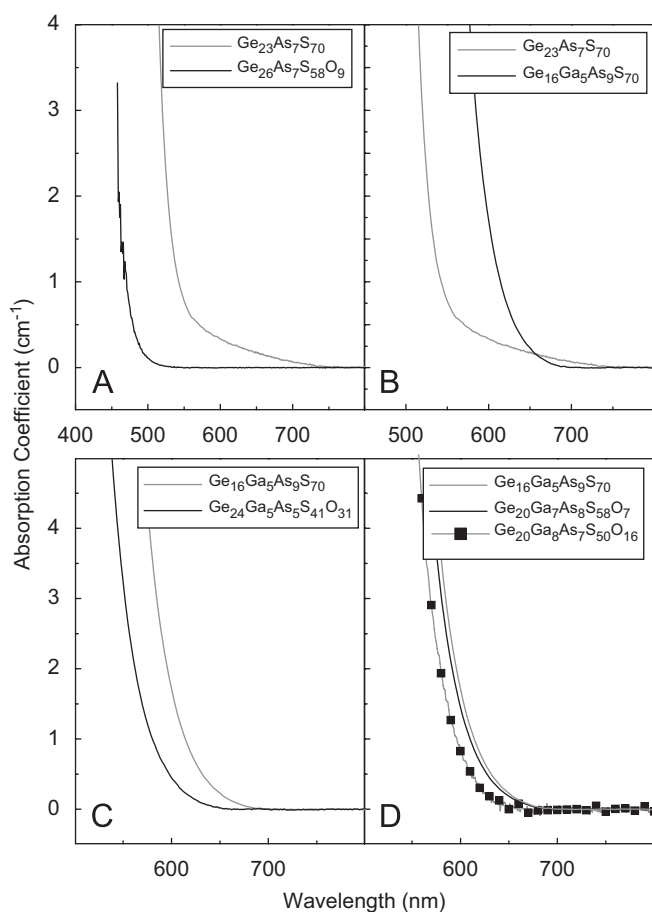 4
3
2
1
0
Ge₂₃As₇S₇₀
Ge₂₆As₇S₅₈O₉
A
400 500 600 700
Ge₂₃As₇S₇₀
Ge₁₆Ga₅As₉S₇₀
B
500 600 700
Absorption Coefficient (cm⁻¹)
4
3
2
1
0
Ge₁₆Ga₅As₉S₇₀
Ge₂₄Ga₅As₅S₄₁O₃₁
C
600 700
Ge₁₆Ga₅As₉S₇₀
Ge₂₀Ga₇As₈S₅₈O₇
Ge₂₀Ga₈As₇S₅₀O₁₆
D
600 700
Wavelength (nm)